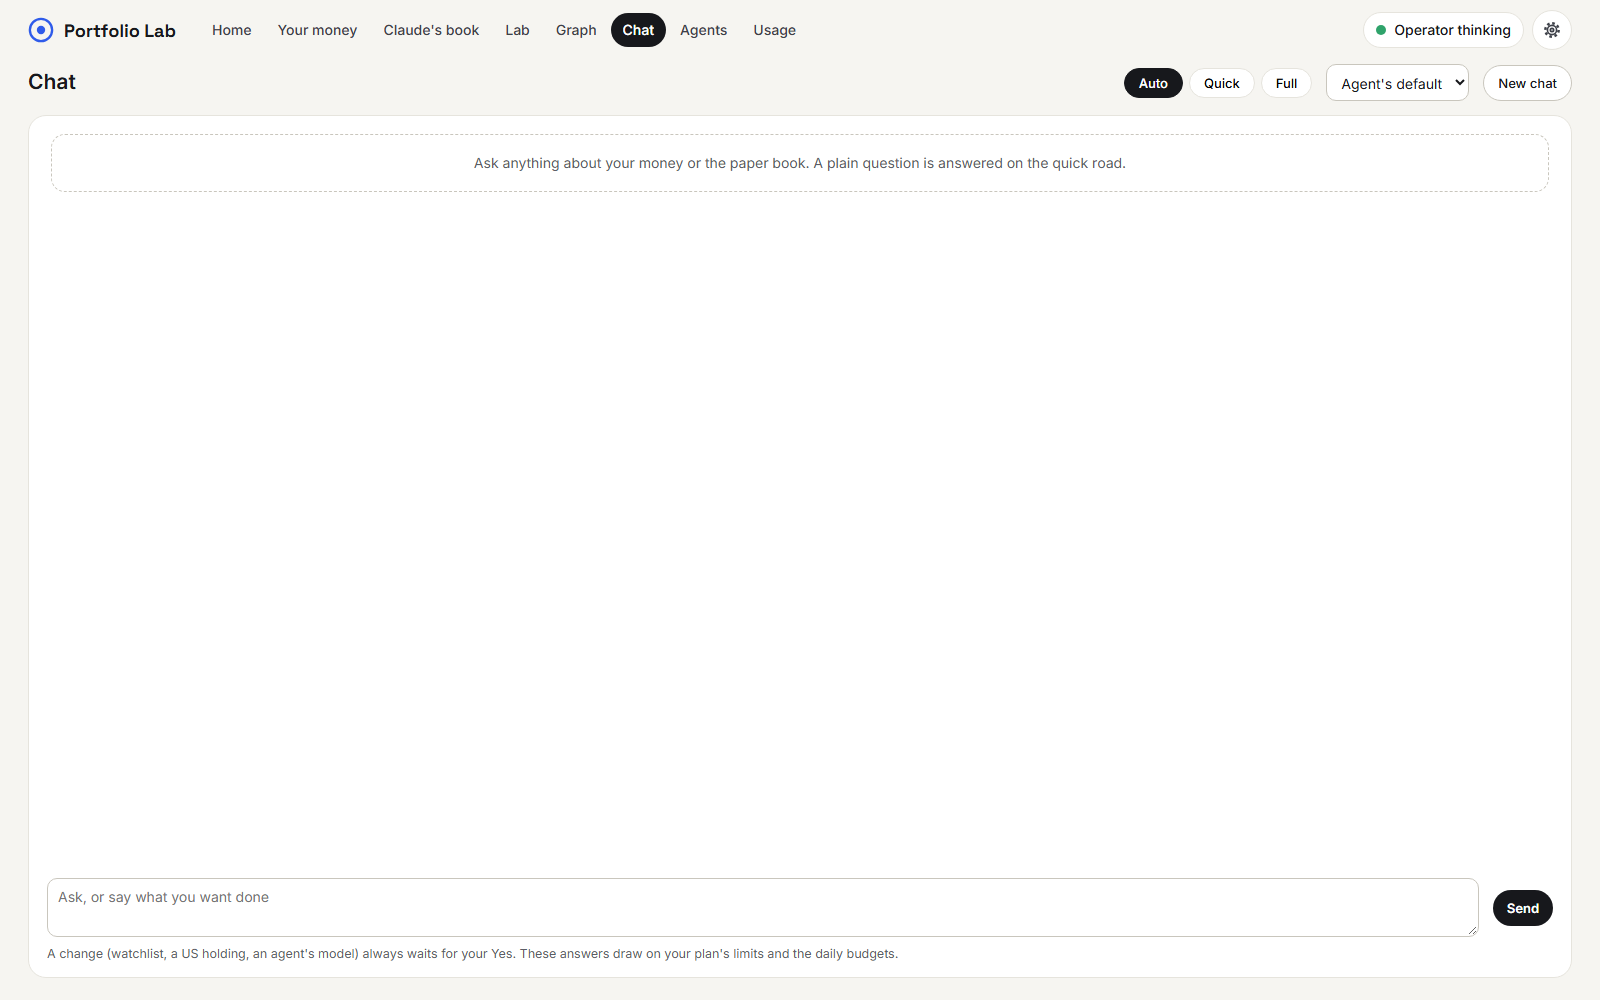 Portfolio Lab Home Your money Claude's book Lab Graph Chat Agents Usage Operator thinking
Chat Auto Quick Full Agent's default New chat
Ask anything about your money or the paper book. A plain question is answered on the quick road.
Ask, or say what you want done
Send
A change (watchlist, a US holding, an agent's model) always waits for your Yes. These answers draw on your plan's limits and the daily budgets.